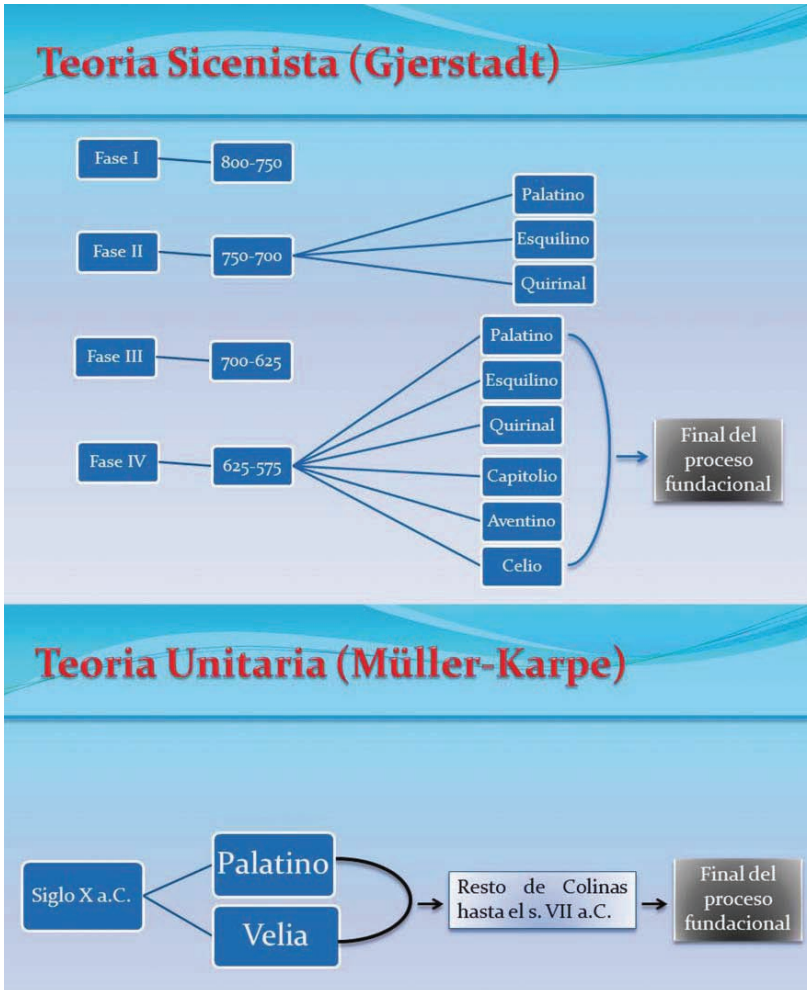 Teoria Sicenista (Gjerstadt)
Fase I
800-750
Fase II
750-700
Palatino
Esquilino
Quirinal
Fase III
700-625
Fase IV
625-575
Palatino
Esquilino
Quirinal
Capitolio
Aventino
Celio
Final del
proceso
fundacional
Teoria Unitaria (Müller-Karpe)
Siglo X a.C.
Palatino
Velia
Resto de Colinas
hasta el s. VII a.C.
Final del
proceso
fundacional